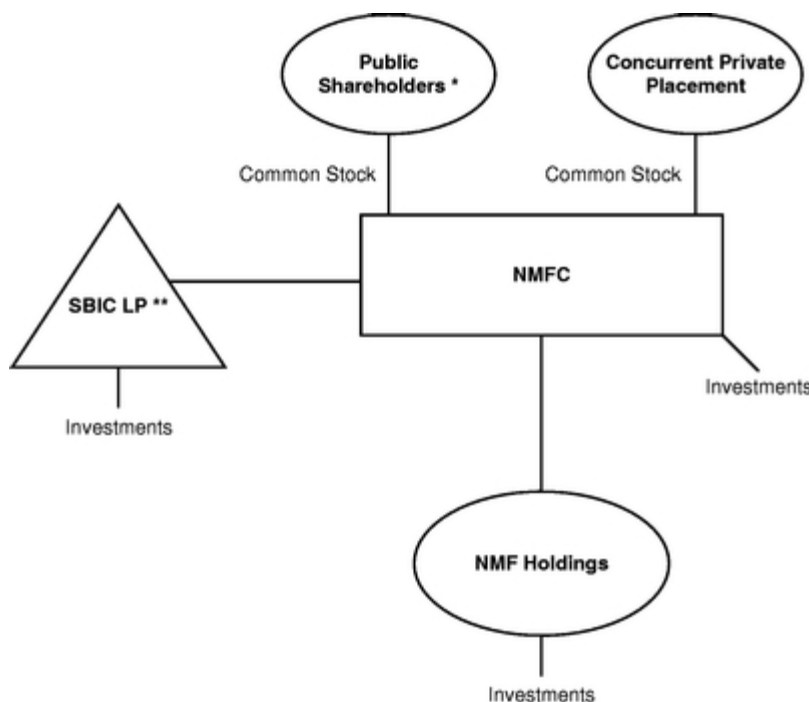 Public
Shareholders *
Concurrent Private
Placement
Common Stock
Common Stock
NMFC
SBIC LP **
Investments
Investments
NMF Holdings
Investments